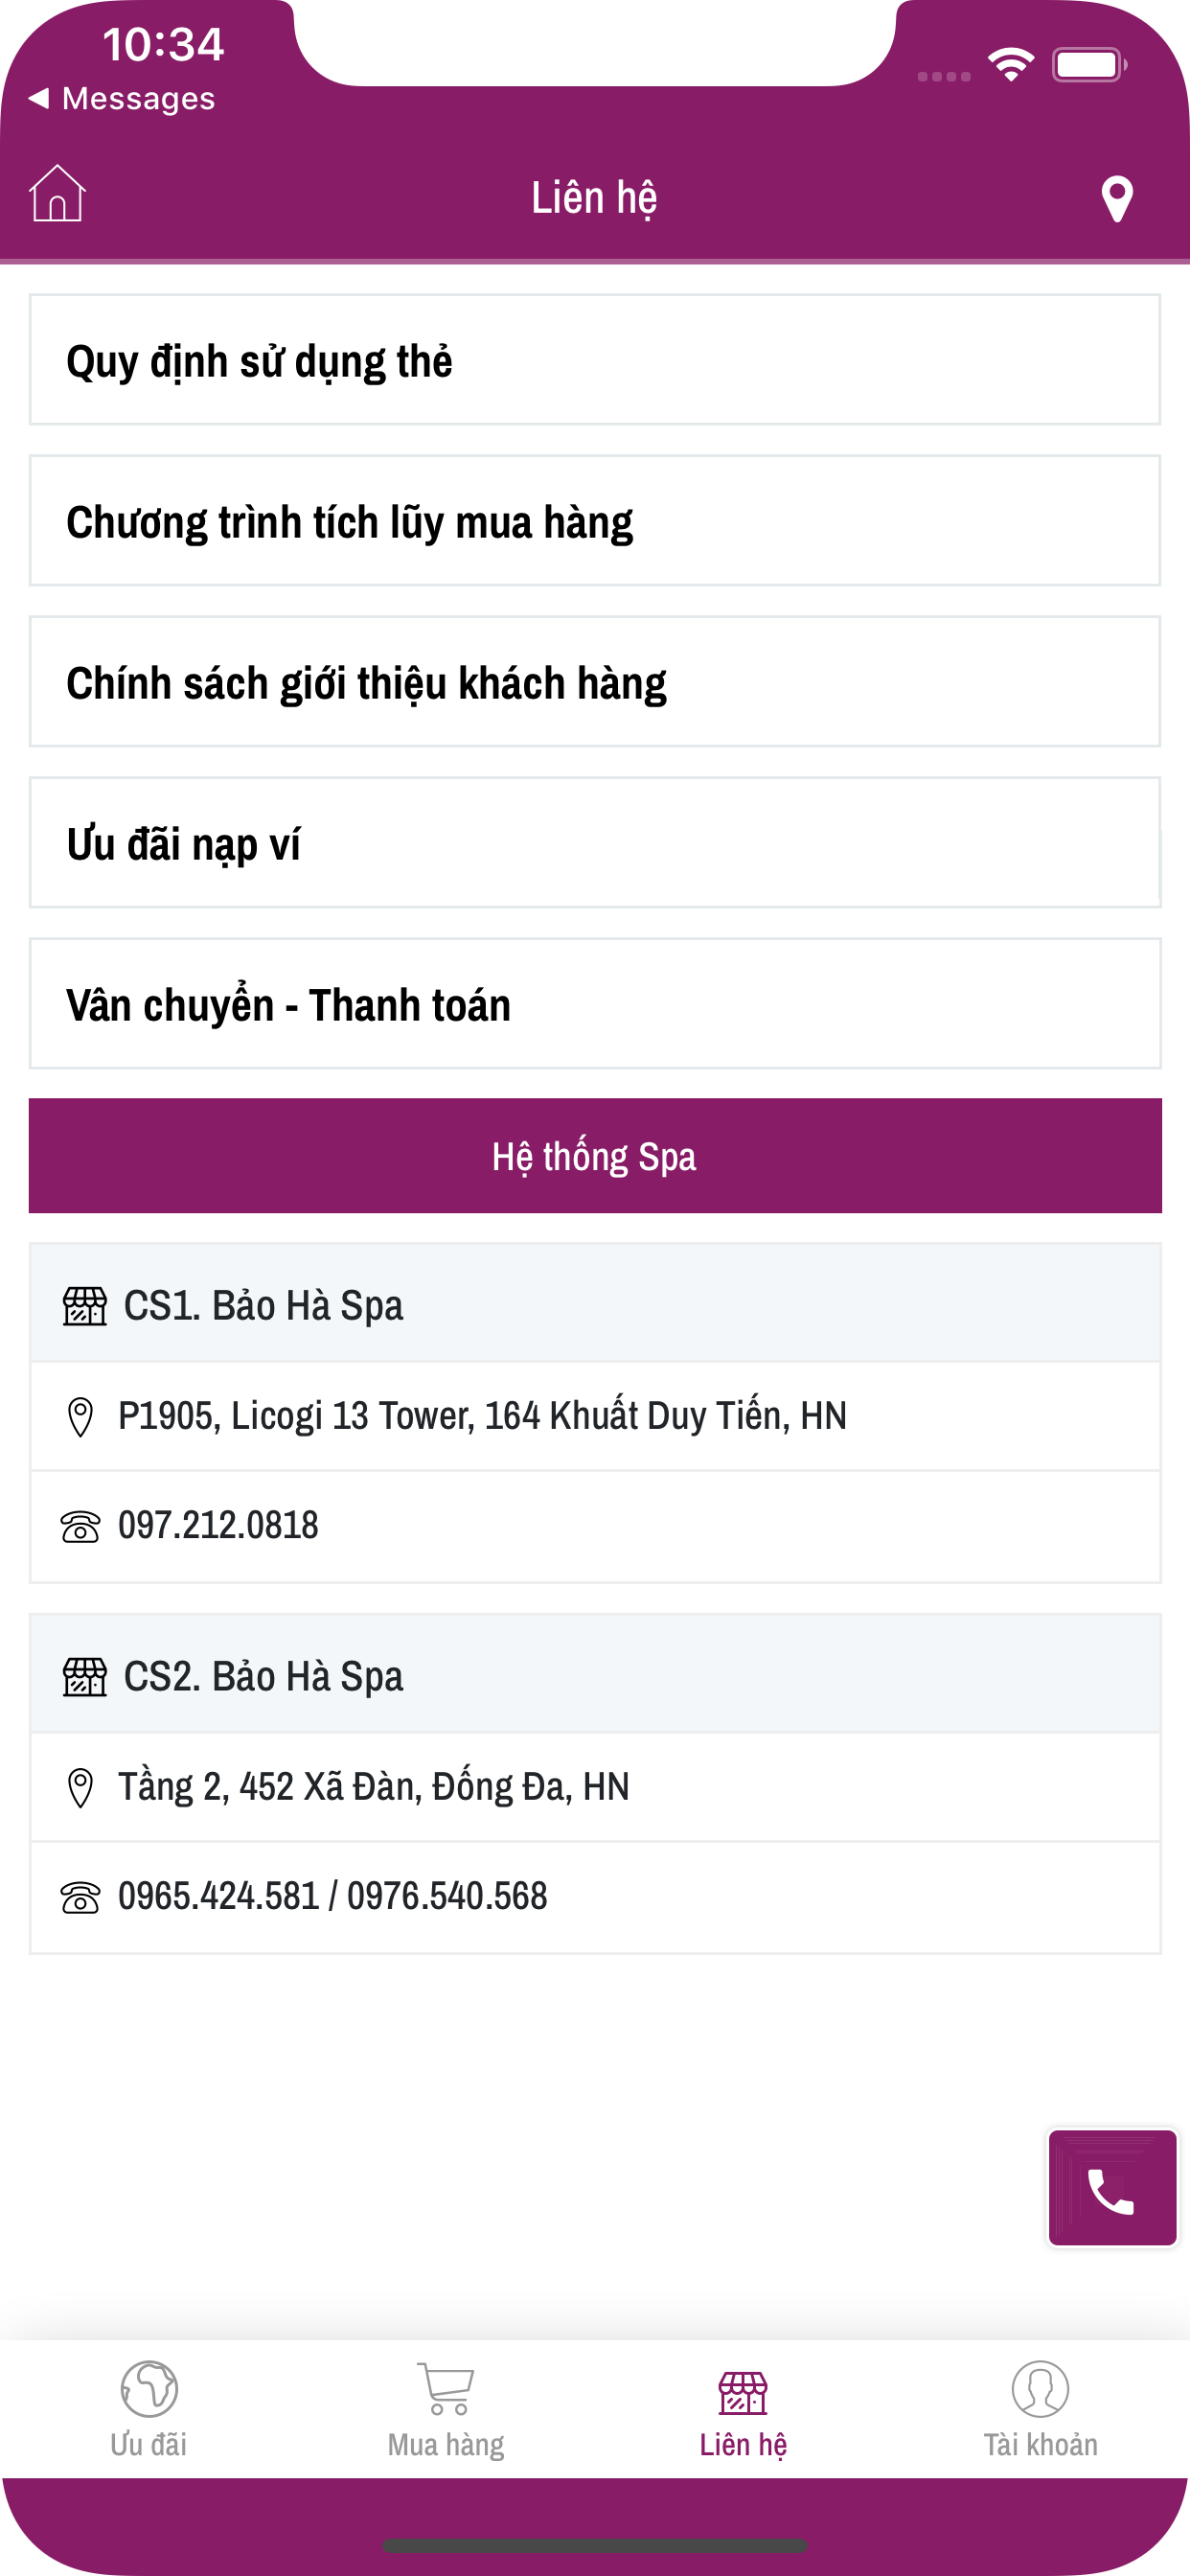 10:34
Messages
Liên hệ
Quy định sử dụng thẻ
Chương trình tích lũy mua hàng
Chính sách giới thiệu khách hàng
Ưu đãi nạp ví
Vân chuyển - Thanh toán
Hệ thống Spa
CS1. Bảo Hà Spa
P1905, Licogi 13 Tower, 164 Khuất Duy Tiến, HN
097.212.0818
CS2. Bảo Hà Spa
Tầng 2, 452 Xã Đàn, Đống Đa, HN
0965.424.581 / 0976.540.568
Ưu đãi
Mua hàng
Liên hệ
Tài khoản